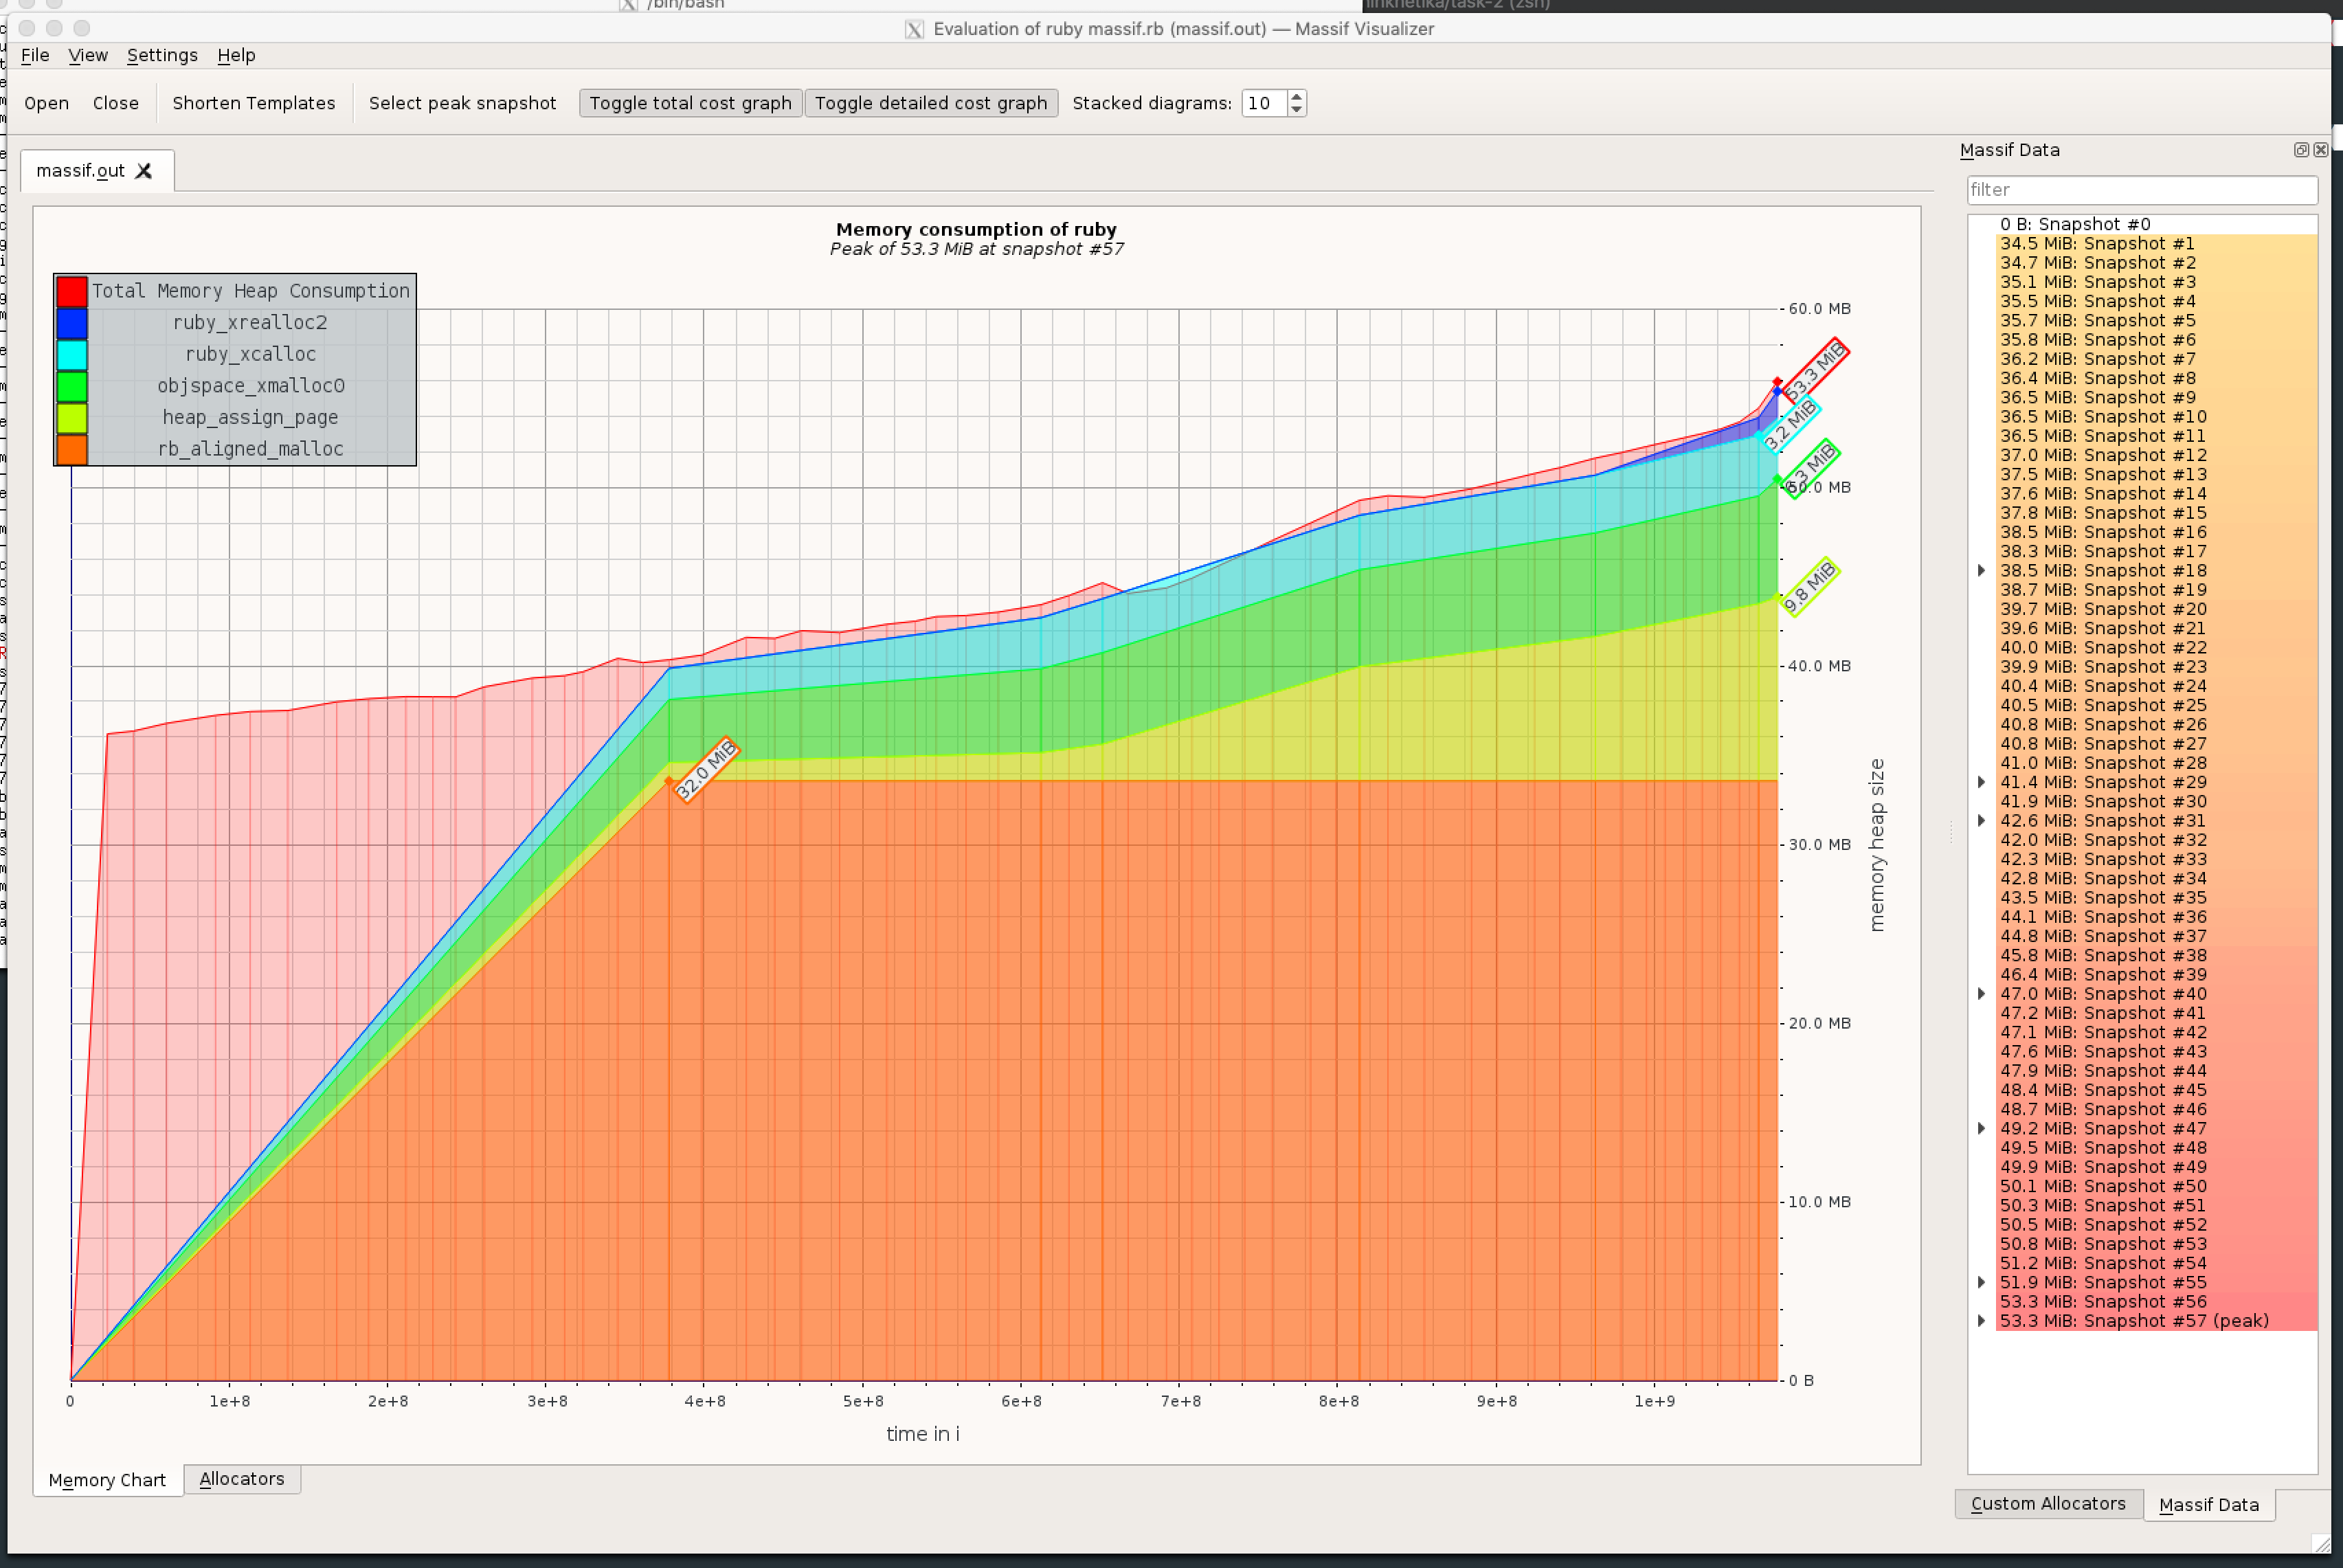 /bin/bash
Evaluation of ruby massif.rb (massif.out) — Massif Visualizer
File View Settings Help
Open Close Shorten Templates Select peak snapshot Toggle total cost graph Toggle detailed cost graph Stacked diagrams: 10
massif.out
Memory consumption of ruby
Peak of 53.3 MiB at snapshot #57
Total Memory Heap Consumption
ruby_xrealloc2
ruby_xcalloc
objspace_xmalloc0
heap_assign_page
rb_aligned_malloc
60.0 MB
53.3 MiB
3.2 MiB
50.0 MB
9.8 MiB
40.0 MB
32.0 MiB
30.0 MB
20.0 MB
10.0 MB
0 B
memory heap size
0 1e+8 2e+8 3e+8 4e+8 5e+8 6e+8 7e+8 8e+8 9e+8 1e+9
time in i
Memory Chart Allocators
Massif Data
filter
0 B: Snapshot #0
34.5 MiB: Snapshot #1
34.7 MiB: Snapshot #2
35.1 MiB: Snapshot #3
35.5 MiB: Snapshot #4
35.7 MiB: Snapshot #5
35.8 MiB: Snapshot #6
36.2 MiB: Snapshot #7
36.4 MiB: Snapshot #8
36.5 MiB: Snapshot #9
36.5 MiB: Snapshot #10
36.5 MiB: Snapshot #11
37.0 MiB: Snapshot #12
37.5 MiB: Snapshot #13
37.6 MiB: Snapshot #14
37.8 MiB: Snapshot #15
38.5 MiB: Snapshot #16
38.3 MiB: Snapshot #17
38.5 MiB: Snapshot #18
38.7 MiB: Snapshot #19
39.7 MiB: Snapshot #20
39.6 MiB: Snapshot #21
40.0 MiB: Snapshot #22
39.9 MiB: Snapshot #23
40.4 MiB: Snapshot #24
40.5 MiB: Snapshot #25
40.8 MiB: Snapshot #26
40.8 MiB: Snapshot #27
41.0 MiB: Snapshot #28
41.4 MiB: Snapshot #29
41.9 MiB: Snapshot #30
42.6 MiB: Snapshot #31
42.0 MiB: Snapshot #32
42.3 MiB: Snapshot #33
42.8 MiB: Snapshot #34
43.5 MiB: Snapshot #35
44.1 MiB: Snapshot #36
44.8 MiB: Snapshot #37
45.8 MiB: Snapshot #38
46.4 MiB: Snapshot #39
47.0 MiB: Snapshot #40
47.2 MiB: Snapshot #41
47.1 MiB: Snapshot #42
47.6 MiB: Snapshot #43
47.9 MiB: Snapshot #44
48.4 MiB: Snapshot #45
48.7 MiB: Snapshot #46
49.2 MiB: Snapshot #47
49.5 MiB: Snapshot #48
49.9 MiB: Snapshot #49
50.1 MiB: Snapshot #50
50.3 MiB: Snapshot #51
50.5 MiB: Snapshot #52
50.8 MiB: Snapshot #53
51.2 MiB: Snapshot #54
51.9 MiB: Snapshot #55
53.3 MiB: Snapshot #56
53.3 MiB: Snapshot #57 (peak)
Custom Allocators Massif Data